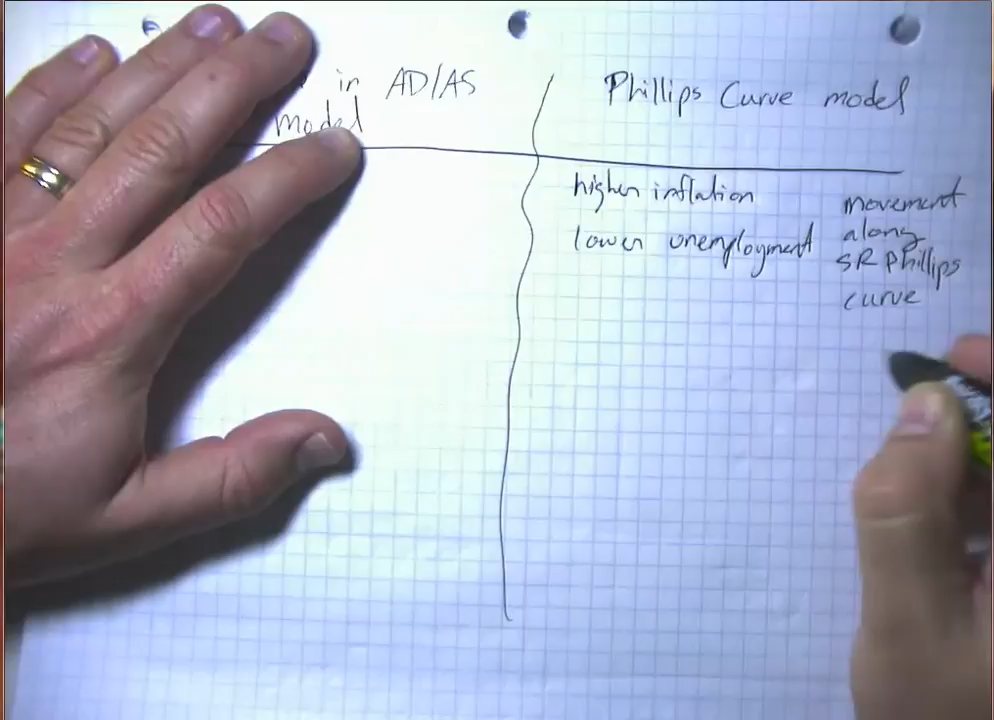 in AD/AS
model
Phillips Curve model
higher inflation
lower unemployment
movement
along
SR Phillips
curve